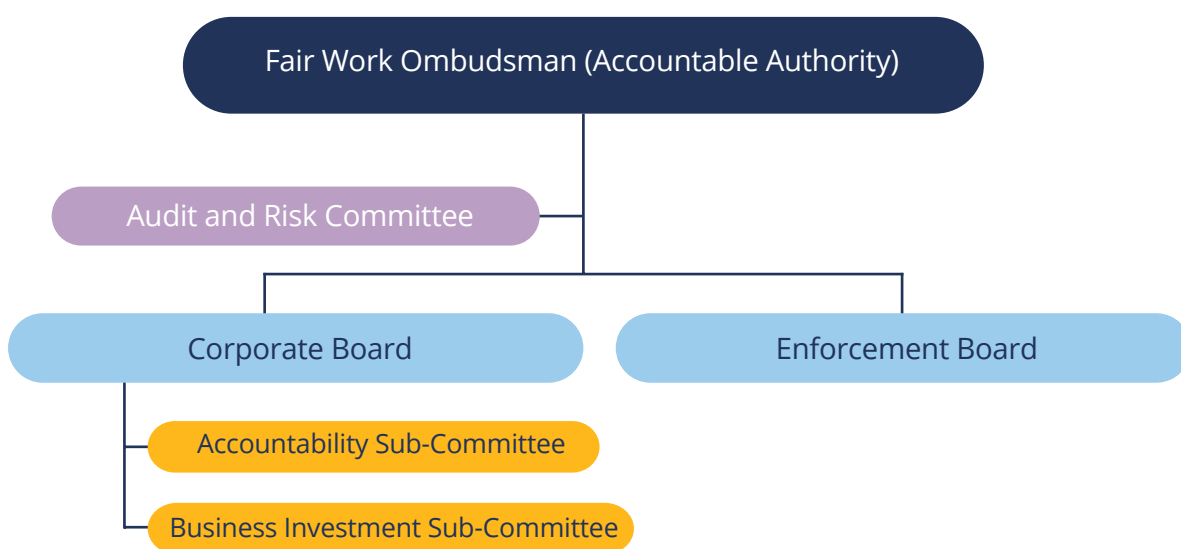 Fair Work Ombudsman (Accountable Authority)
Audit and Risk Committee
Corporate Board
Enforcement Board
Accountability Sub-Committee
Business Investment Sub-Committee